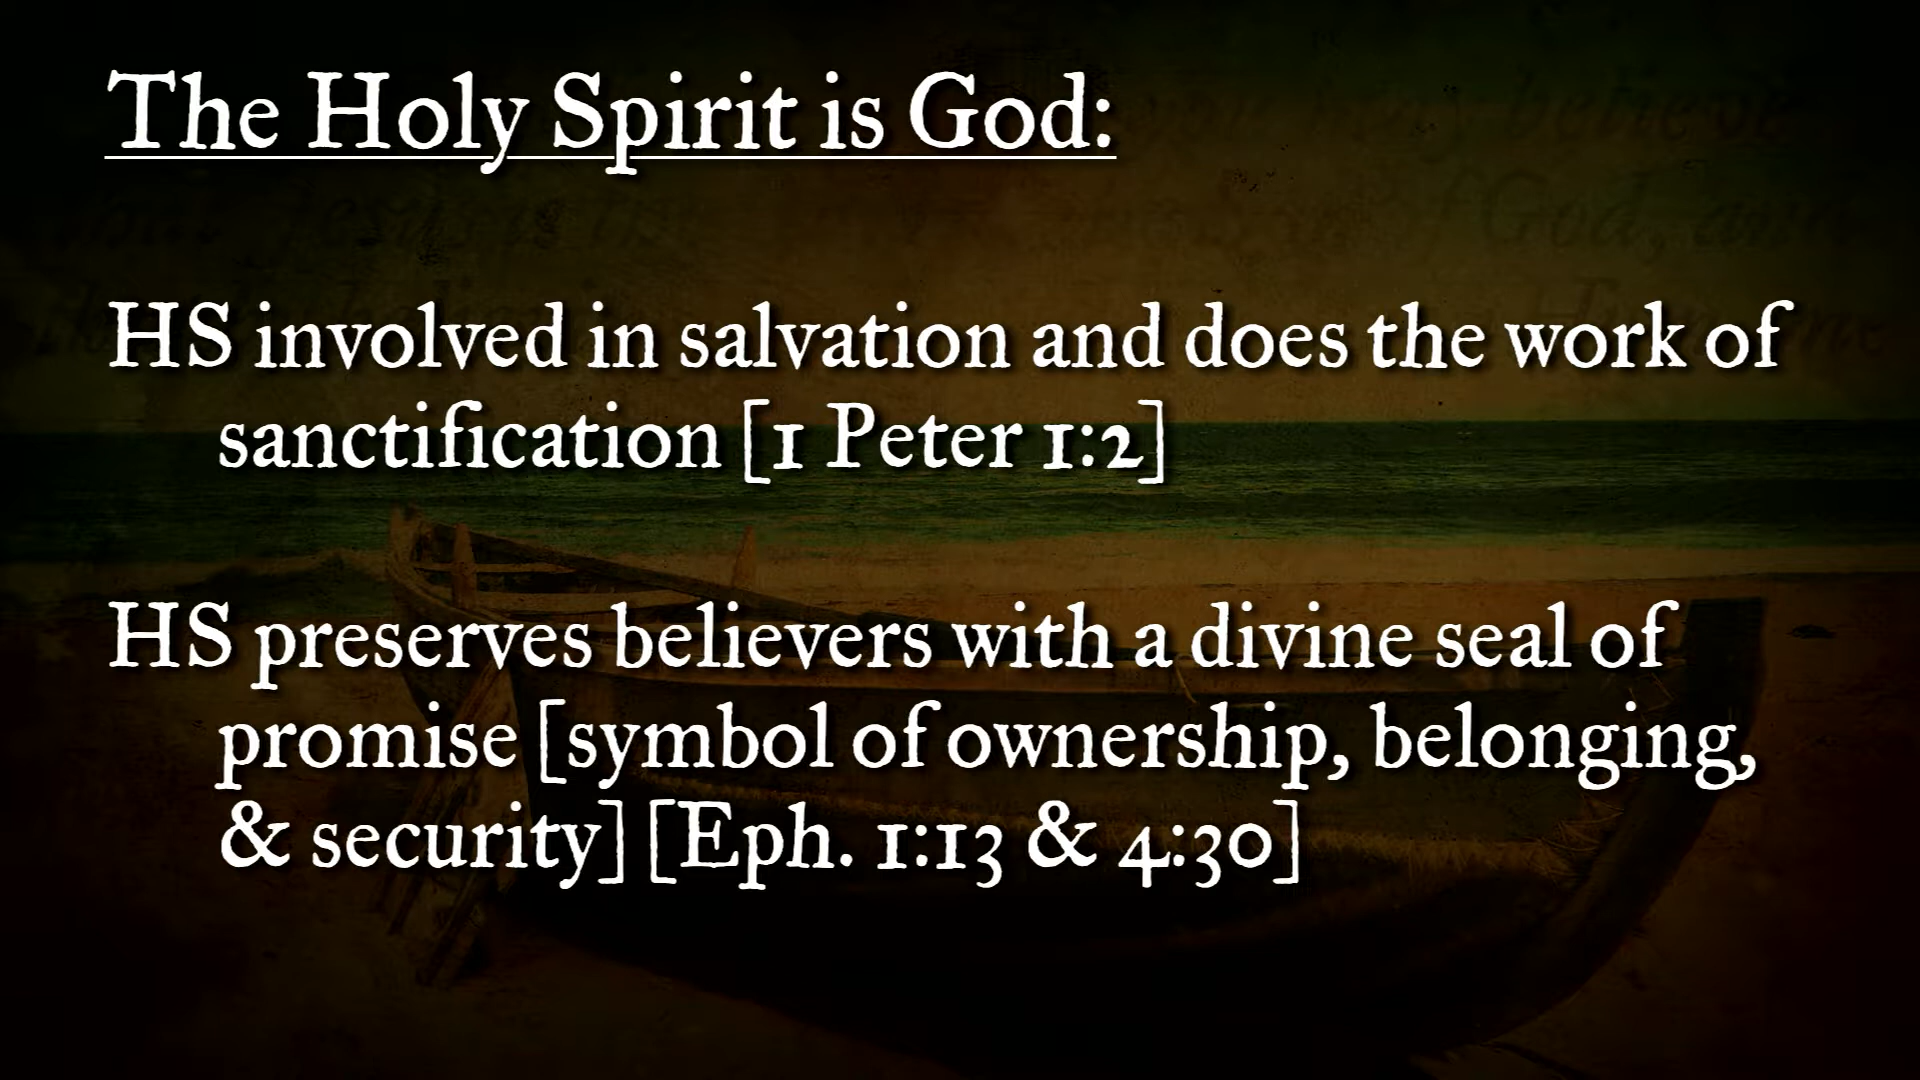 The Holy Spirit is God:
HS involved in salvation and does the work of
sanctification [1 Peter 1:2]
HS preserves believers with a divine seal of
promise [symbol of ownership, belonging,
& security] [Eph. 1:13 & 4:30]